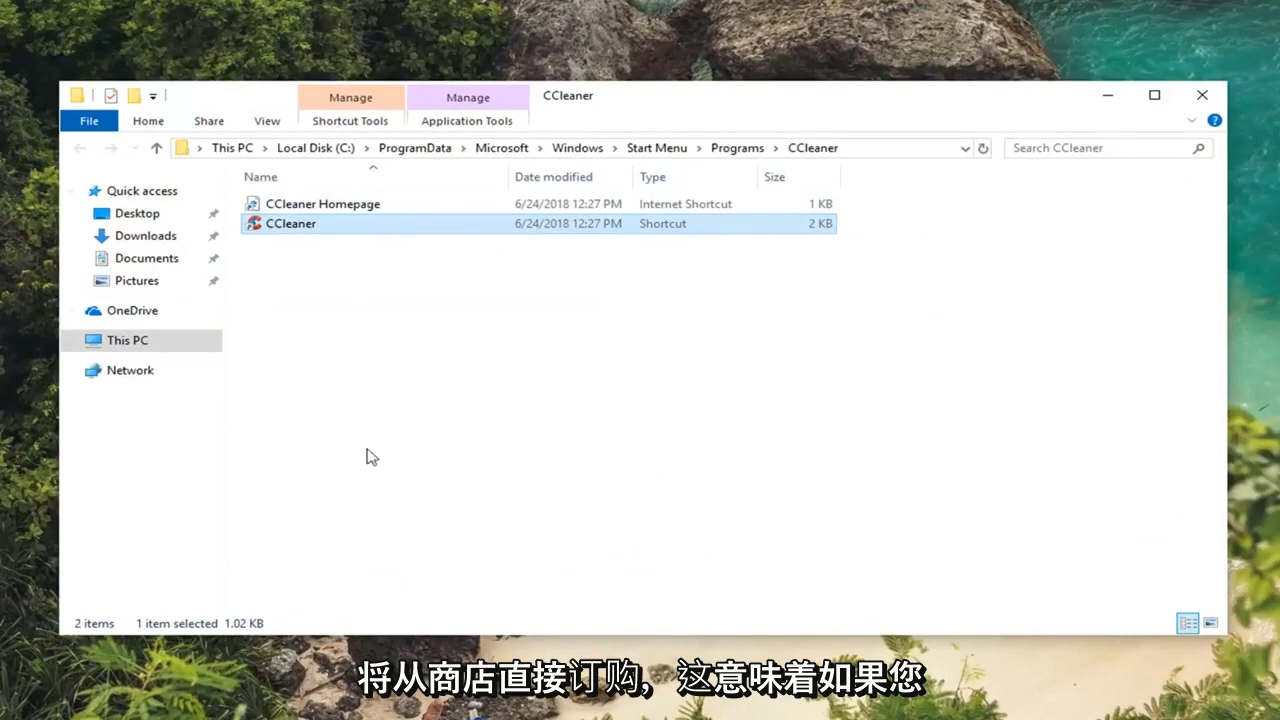 Manage
Manage
CCleaner
File
Home
Share
View
Shortcut Tools
Application Tools
This PC > Local Disk (C:) > ProgramData > Microsoft > Windows > Start Menu > Programs > CCleaner
Search CCleaner
Name
Date modified
Type
Size
Quick access
Desktop
Downloads
Documents
Pictures
OneDrive
This PC
Network
CCleaner Homepage 6/24/2018 12:27 PM Internet Shortcut 1 KB
CCleaner 6/24/2018 12:27 PM Shortcut 2 KB
2 items 1 item selected 1.02 KB
将从商店直接订购，这意味着如果您